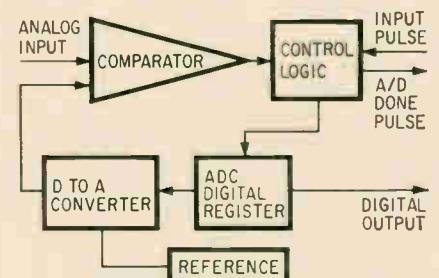 ANALOG
INPUT
COMPARATOR
CONTROL
LOGIC
INPUT
PULSE
A/D
DONE
PULSE
D TO A
CONVERTER
ADC
DIGITAL
REGISTER
DIGITAL
OUTPUT
REFERENCE